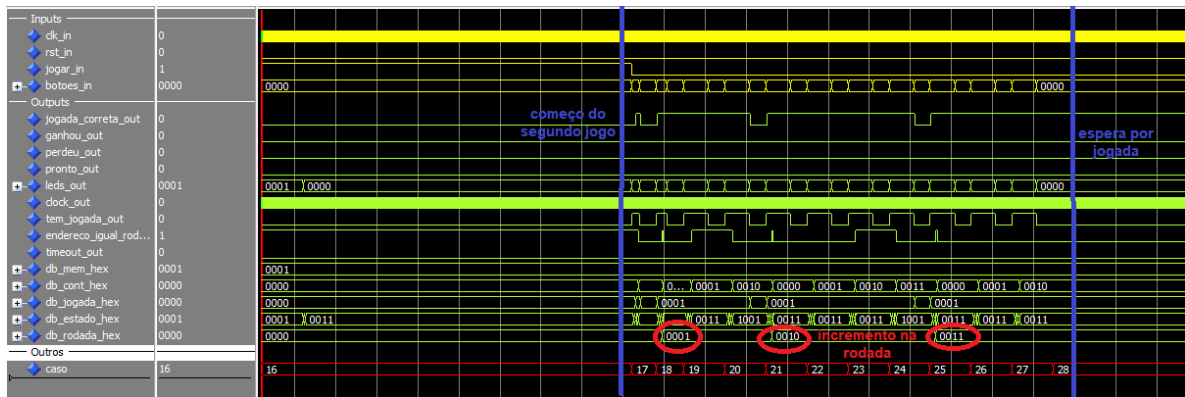 Inputs
clk_in 0
rst_in 0
jogar_in 1
botoes_in 0000 0000 0000
Outputs
jogada_correta_out 0
ganhou_out 0
perdeu_out 0
pronto_out 0
leds_out 0001 0001 0000 0000
clock_out 0
tem_jogada_out 0
endereco_igual_rod... 1
timeout_out 0
db_mem_hex 0001 0001
db_cont_hex 0000 0000 0... 0001 0010 0000 0001 0010 0011 0000 0001 0010
db_jogada_hex 0000 0000 0001 0001 0001
db_estado_hex 0001 0001 0011 0011 1001 0011 0011 0011 1001 0011 0011 0011
db_rodada_hex 0000 0000 0001 0010 0011
Outros
caso 16 16 17 18 19 20 21 22 23 24 25 26 27 28
começo do
segundo jogo
espera por
jogada
incremento na
rodada